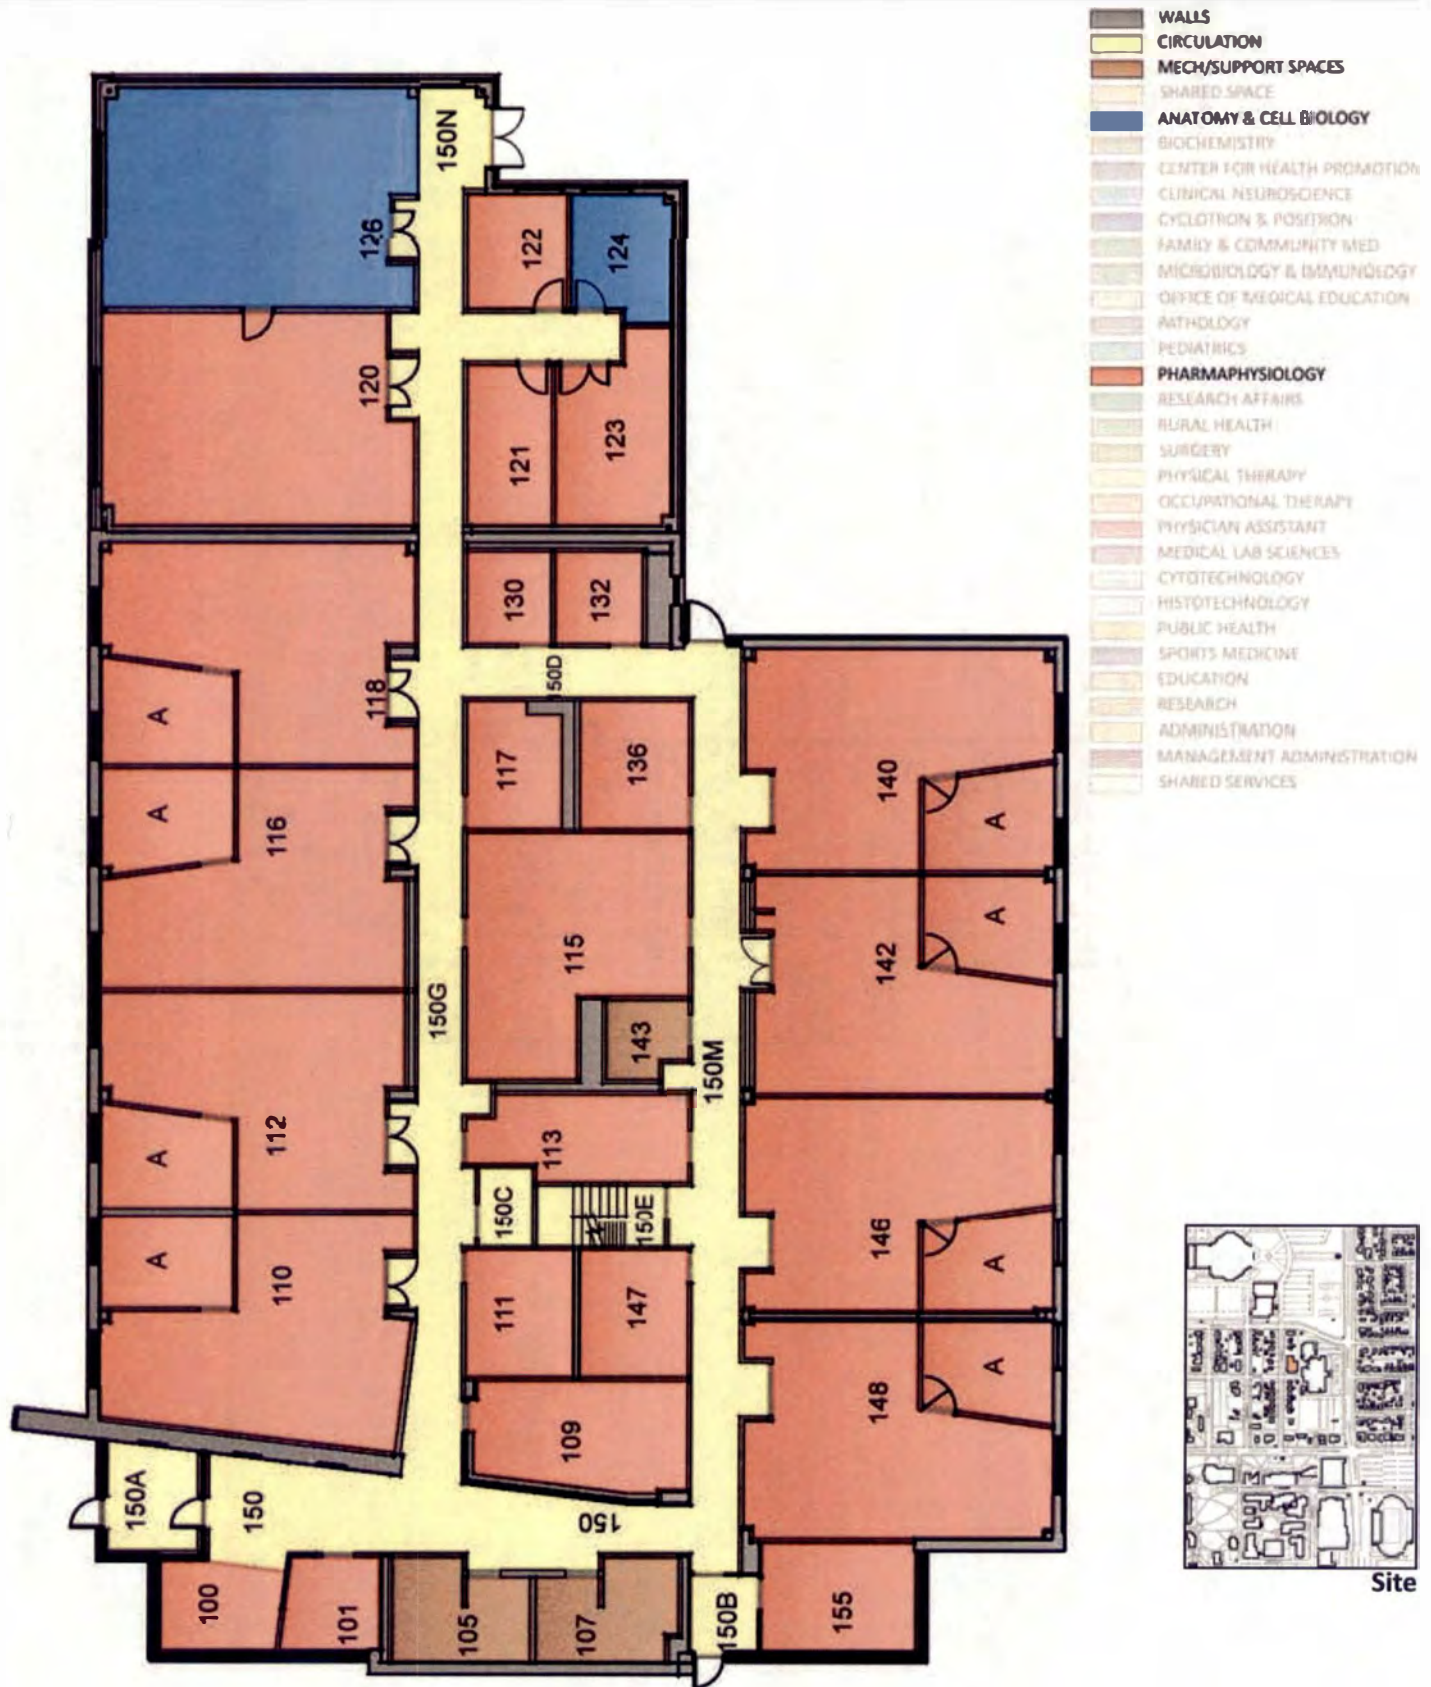 WALLS
CIRCULATION
MECH/SUPPORT SPACES
SHARED SPACE
ANATOMY & CELL BIOLOGY
BIOCHEMISTRY
CENTER FOR HEALTH PROMOTION
CLINICAL NEUROSCIENCE
CYCLOTRON & POSITRON
FAMILY & COMMUNITY MED
MICROBIOLOGY & IMMUNOLOGY
OFFICE OF MEDICAL EDUCATION
PATHOLOGY
PEDIATRICS
PHARMAPHYSIOLOGY
RESEARCH AFFAIRS
RURAL HEALTH
SURGERY
PHYSICAL THERAPY
OCCUPATIONAL THERAPY
PHYSICIAN ASSISTANT
MEDICAL LAB SCIENCES
CYTOTECHNOLOGY
HISTOTECHNOLOGY
PUBLIC HEALTH
SPORTS MEDICINE
EDUCATION
RESEARCH
ADMINISTRATION
MANAGEMENT ADMINISTRATION
SHARED SERVICES
150N
126
122
124
120
121
123
130
132
150D
118
A
117
136
140
A
116
A
A
115
142
150G
143
150M
112
A
113
150C
150E
146
A
110
A
111
147
148
A
109
150A
150
150
100
101
105
107
150B
155
Site